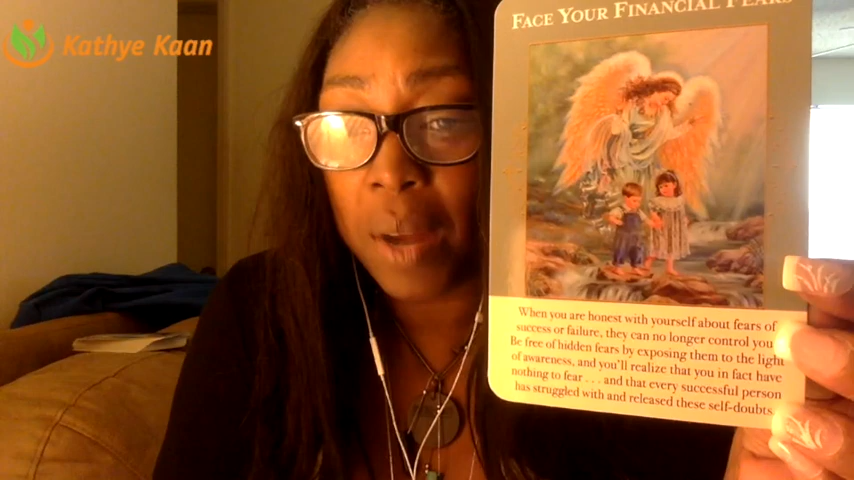 Kathye Kaan
FACE YOUR FINANCIAL FEARS
When you are honest with yourself about fears of
success or failure, they can no longer control you.
Be free of hidden fears by exposing them to the light
of awareness, and you'll realize that you in fact have
nothing to fear . . . and that every successful person
has struggled with and released these self-doubts.